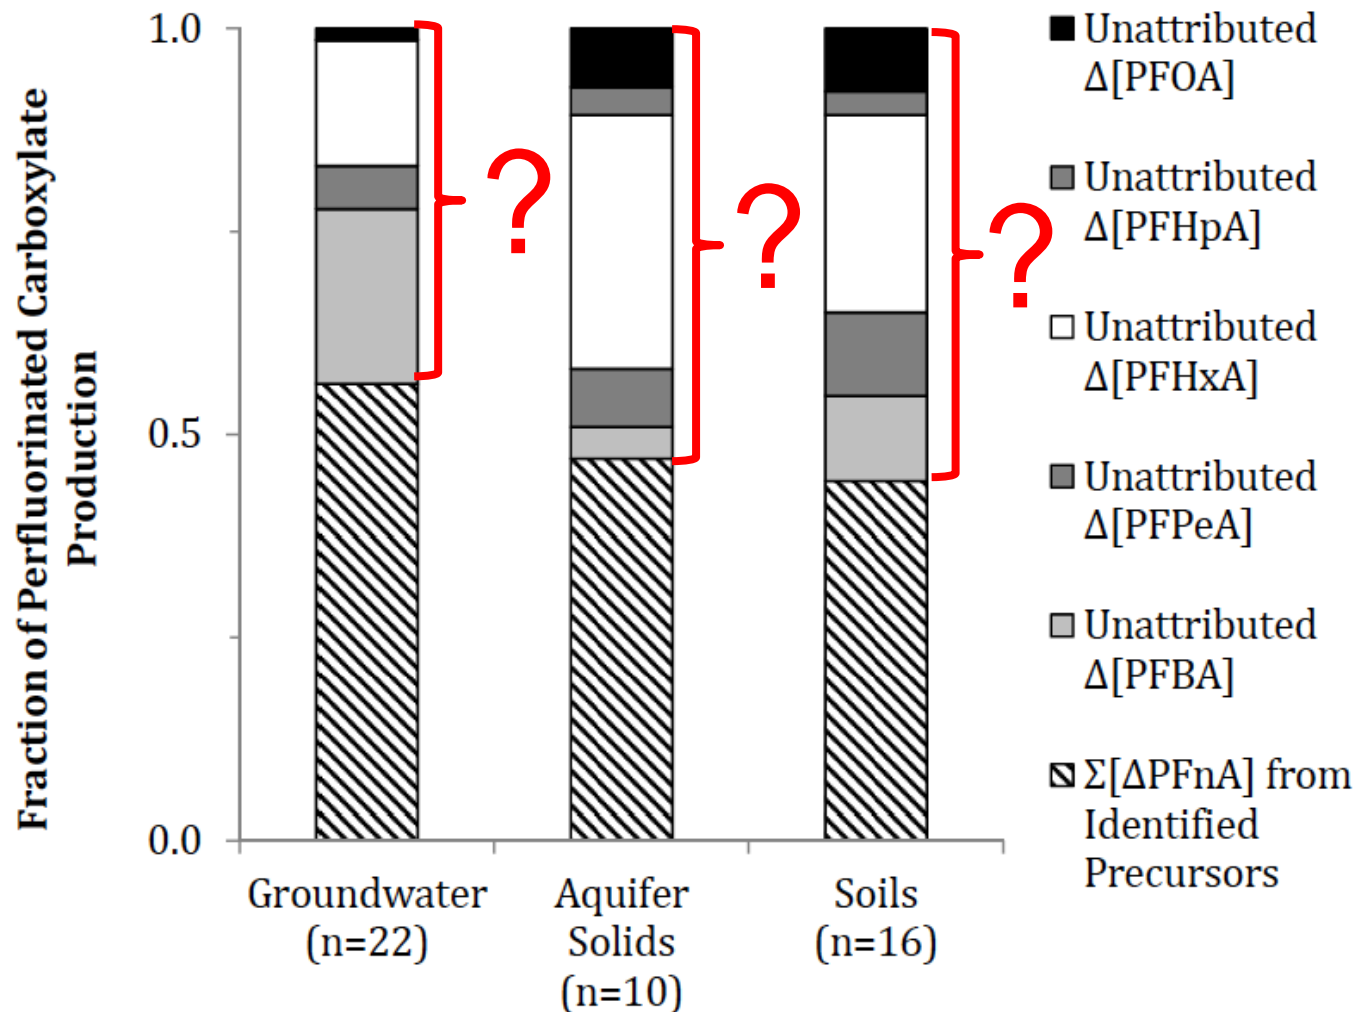 Fraction of Perfluorinated Carboxylate
Production
1.0
0.5
0.0
?
?
?
Groundwater
(n=22)
Aquifer
Solids
(n=10)
Soils
(n=16)
Unattributed
Δ[PFOA]
Unattributed
Δ[PFHpA]
Unattributed
Δ[PFHxA]
Unattributed
Δ[PFPeA]
Unattributed
Δ[PFBA]
Σ[ΔPFnA] from
Identified
Precursors